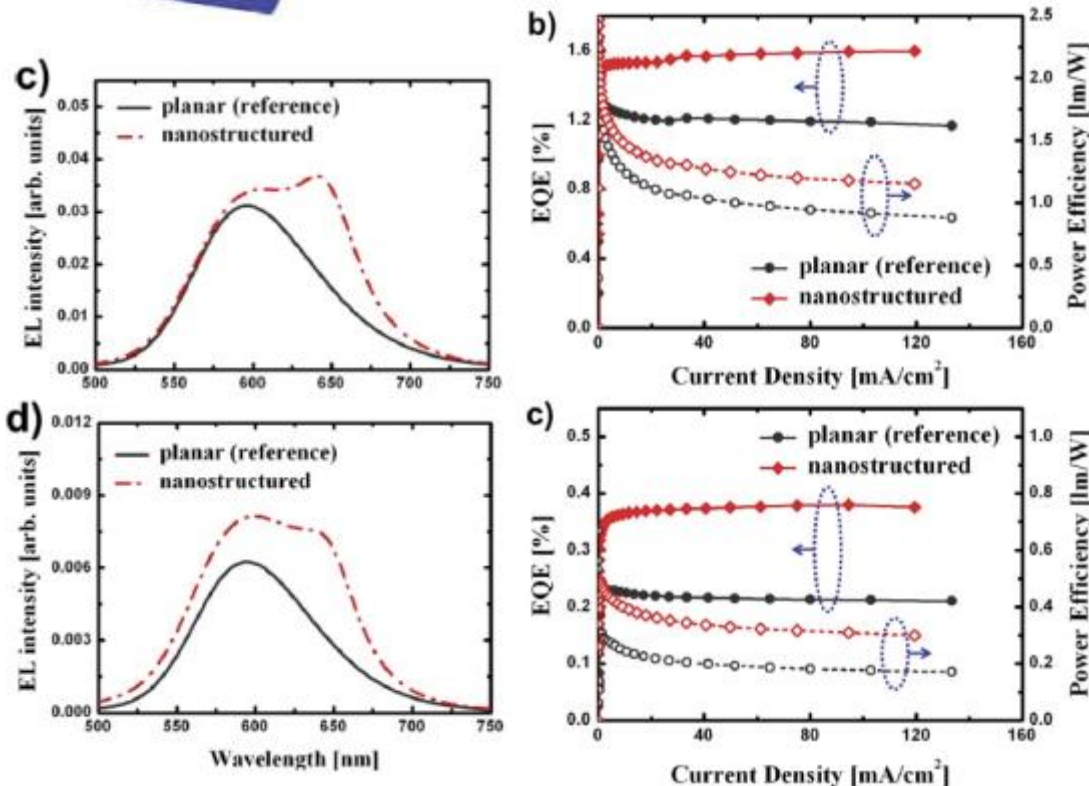 c)
0.05
0.04
0.03
0.02
0.01
0.00
EL intensity [arb. units]
planar (reference)
nanostructured
500 550 600 650 700 750
d)
0.012
0.009
0.006
0.003
0.000
EL intensity [arb. units]
planar (reference)
nanostructured
500 550 600 650 700 750
Wavelength [nm]
b)
1.6
1.2
0.8
0.4
0.0
EQE [%]
2.5
2.0
1.5
1.0
0.5
0.0
Power Efficiency [lm/W]
planar (reference)
nanostructured
0 40 80 120 160
Current Density [mA/cm²]
c)
0.5
0.4
0.3
0.2
0.1
0.0
EQE [%]
1.0
0.8
0.6
0.4
0.2
0.0
Power Efficiency [lm/W]
planar (reference)
nanostructured
0 40 80 120 160
Current Density [mA/cm²]